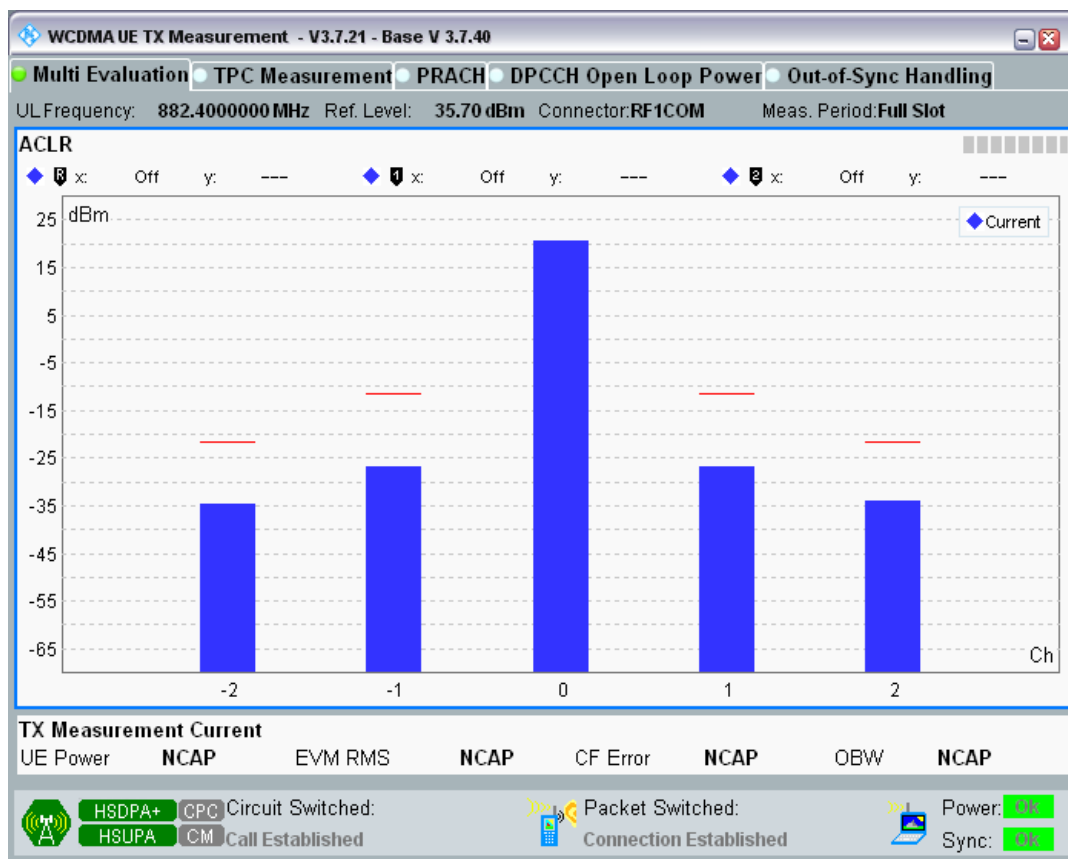 WCDMA UE TX Measurement - V3.7.21 - Base V 3.7.40
Multi Evaluation TPC Measurement PRACH DPCCH Open Loop Power Out-of-Sync Handling
UL Frequency: 882.4000000 MHz Ref. Level: 35.70 dBm Connector:RF1COM Meas. Period:Full Slot
ACLR
R x: Off y: --- 1 x: Off y: --- 2 x: Off y: ---
dBm
Current
25
15
5
-5
-15
-25
-35
-45
-55
-65
Ch
-2 -1 0 1 2
TX Measurement Current
UE Power NCAP EVM RMS NCAP CF Error NCAP OBW NCAP
HSDPA+ CPC Circuit Switched: Packet Switched: Power: Ok
HSUPA CM Call Established Connection Established Sync: Ok